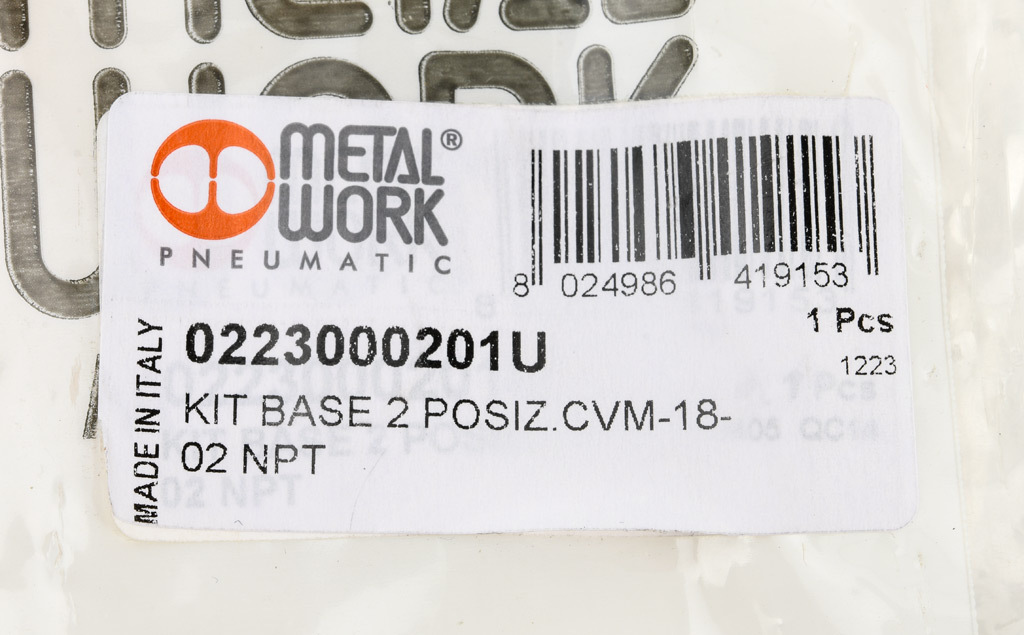 METAL®
WORK
PNEUMATIC
8 024986 419153
1 Pcs
0223000201U
1223
KIT BASE 2 POSIZ.CVM-18-
02 NPT
MADE IN ITALY